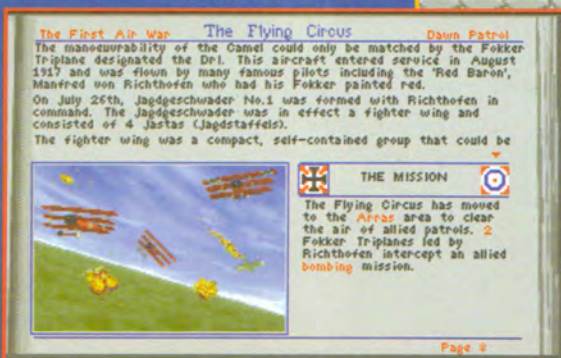 The First Air War The Flying Circus Dawn Patrol
The manoeuvrability of the Camel could only be matched by the Fokker
Triplane designated the Dr1. This aircraft entered service in August
1917 and was flown by many famous pilots including the 'Red Baron',
Manfred von Richthofen who had his Fokker painted red.
On July 26th, Jagdgeschwader No.1 was formed with Richthofen in
command. The Jagdgeschwader was in effect a fighter wing and
consisted of 4 Jastas (Jagdstaffels).
The fighter wing was a compact, self-contained group that could be
THE MISSION
The Flying Circus has moved
to the Arras area to clear
the air of allied patrols. 2
Fokker Triplanes led by
Richthofen intercept an allied
bombing mission.
Page